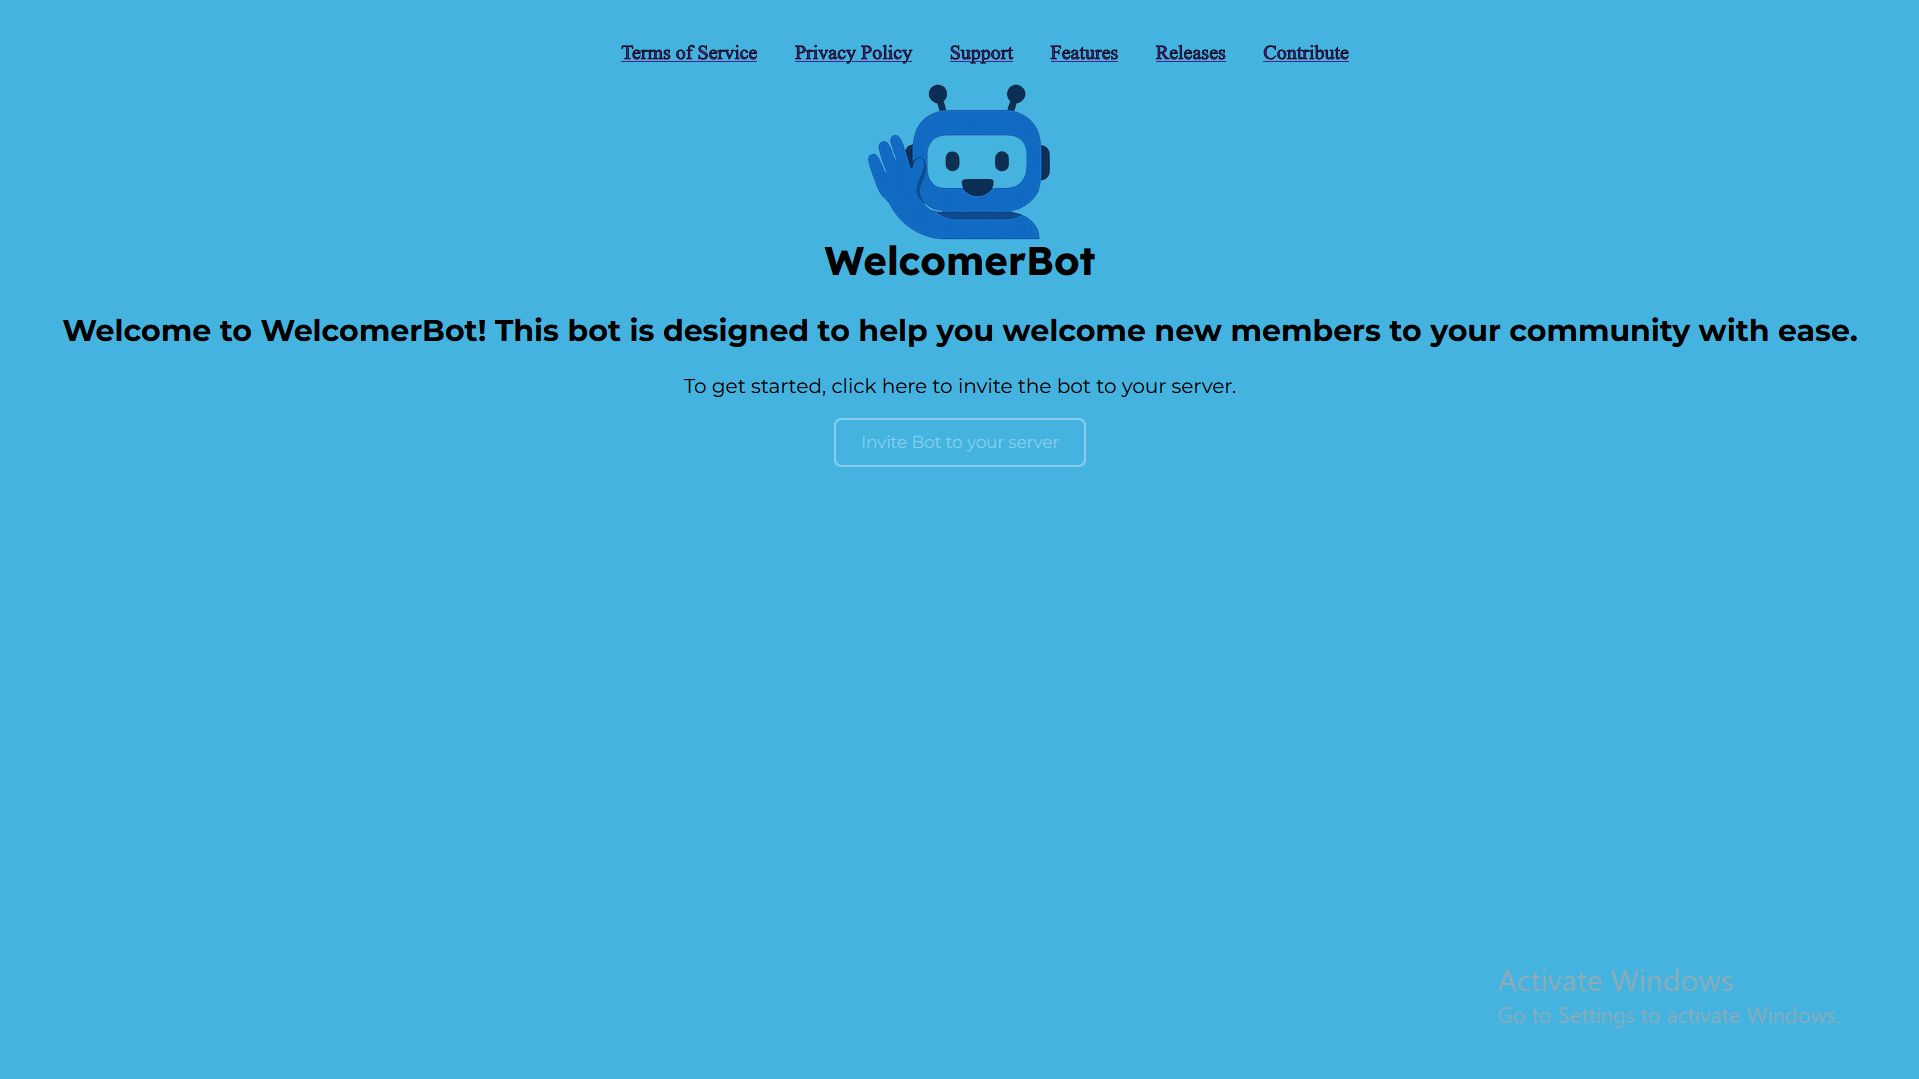 Terms of Service Privacy Policy Support Features Releases Contribute
WelcomerBot
Welcome to WelcomerBot! This bot is designed to help you welcome new members to your community with ease.
To get started, click here to invite the bot to your server.
Invite Bot to your server
Activate Windows
Go to Settings to activate Windows.